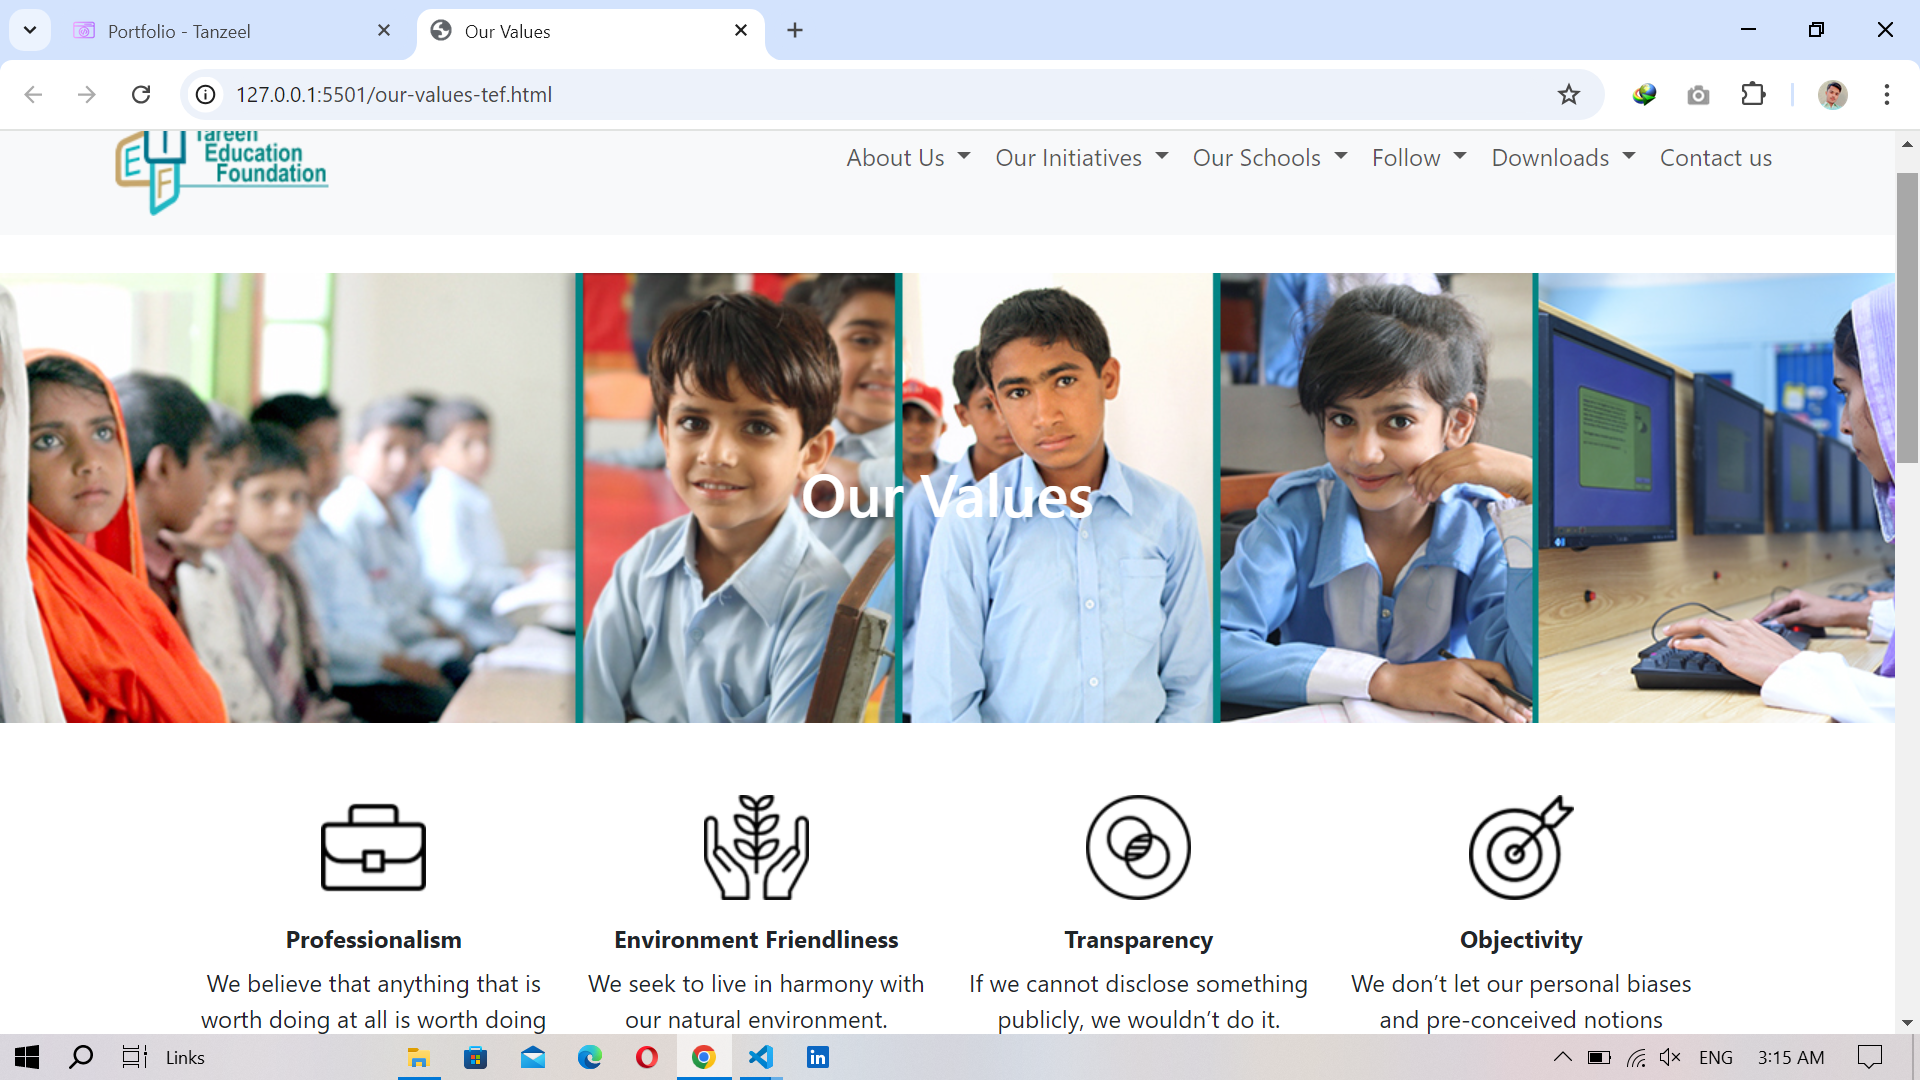 Portfolio - Tanzeel
Our Values
127.0.0.1:5501/our-values-tef.html
Tareen
Education
Foundation
E
F
About Us
Our Initiatives
Our Schools
Follow
Downloads
Contact us
Our Values
Professionalism
We believe that anything that is
worth doing at all is worth doing
Environment Friendliness
We seek to live in harmony with
our natural environment.
Transparency
If we cannot disclose something
publicly, we wouldn’t do it.
Objectivity
We don’t let our personal biases
and pre-conceived notions
Links
ENG
3:15 AM